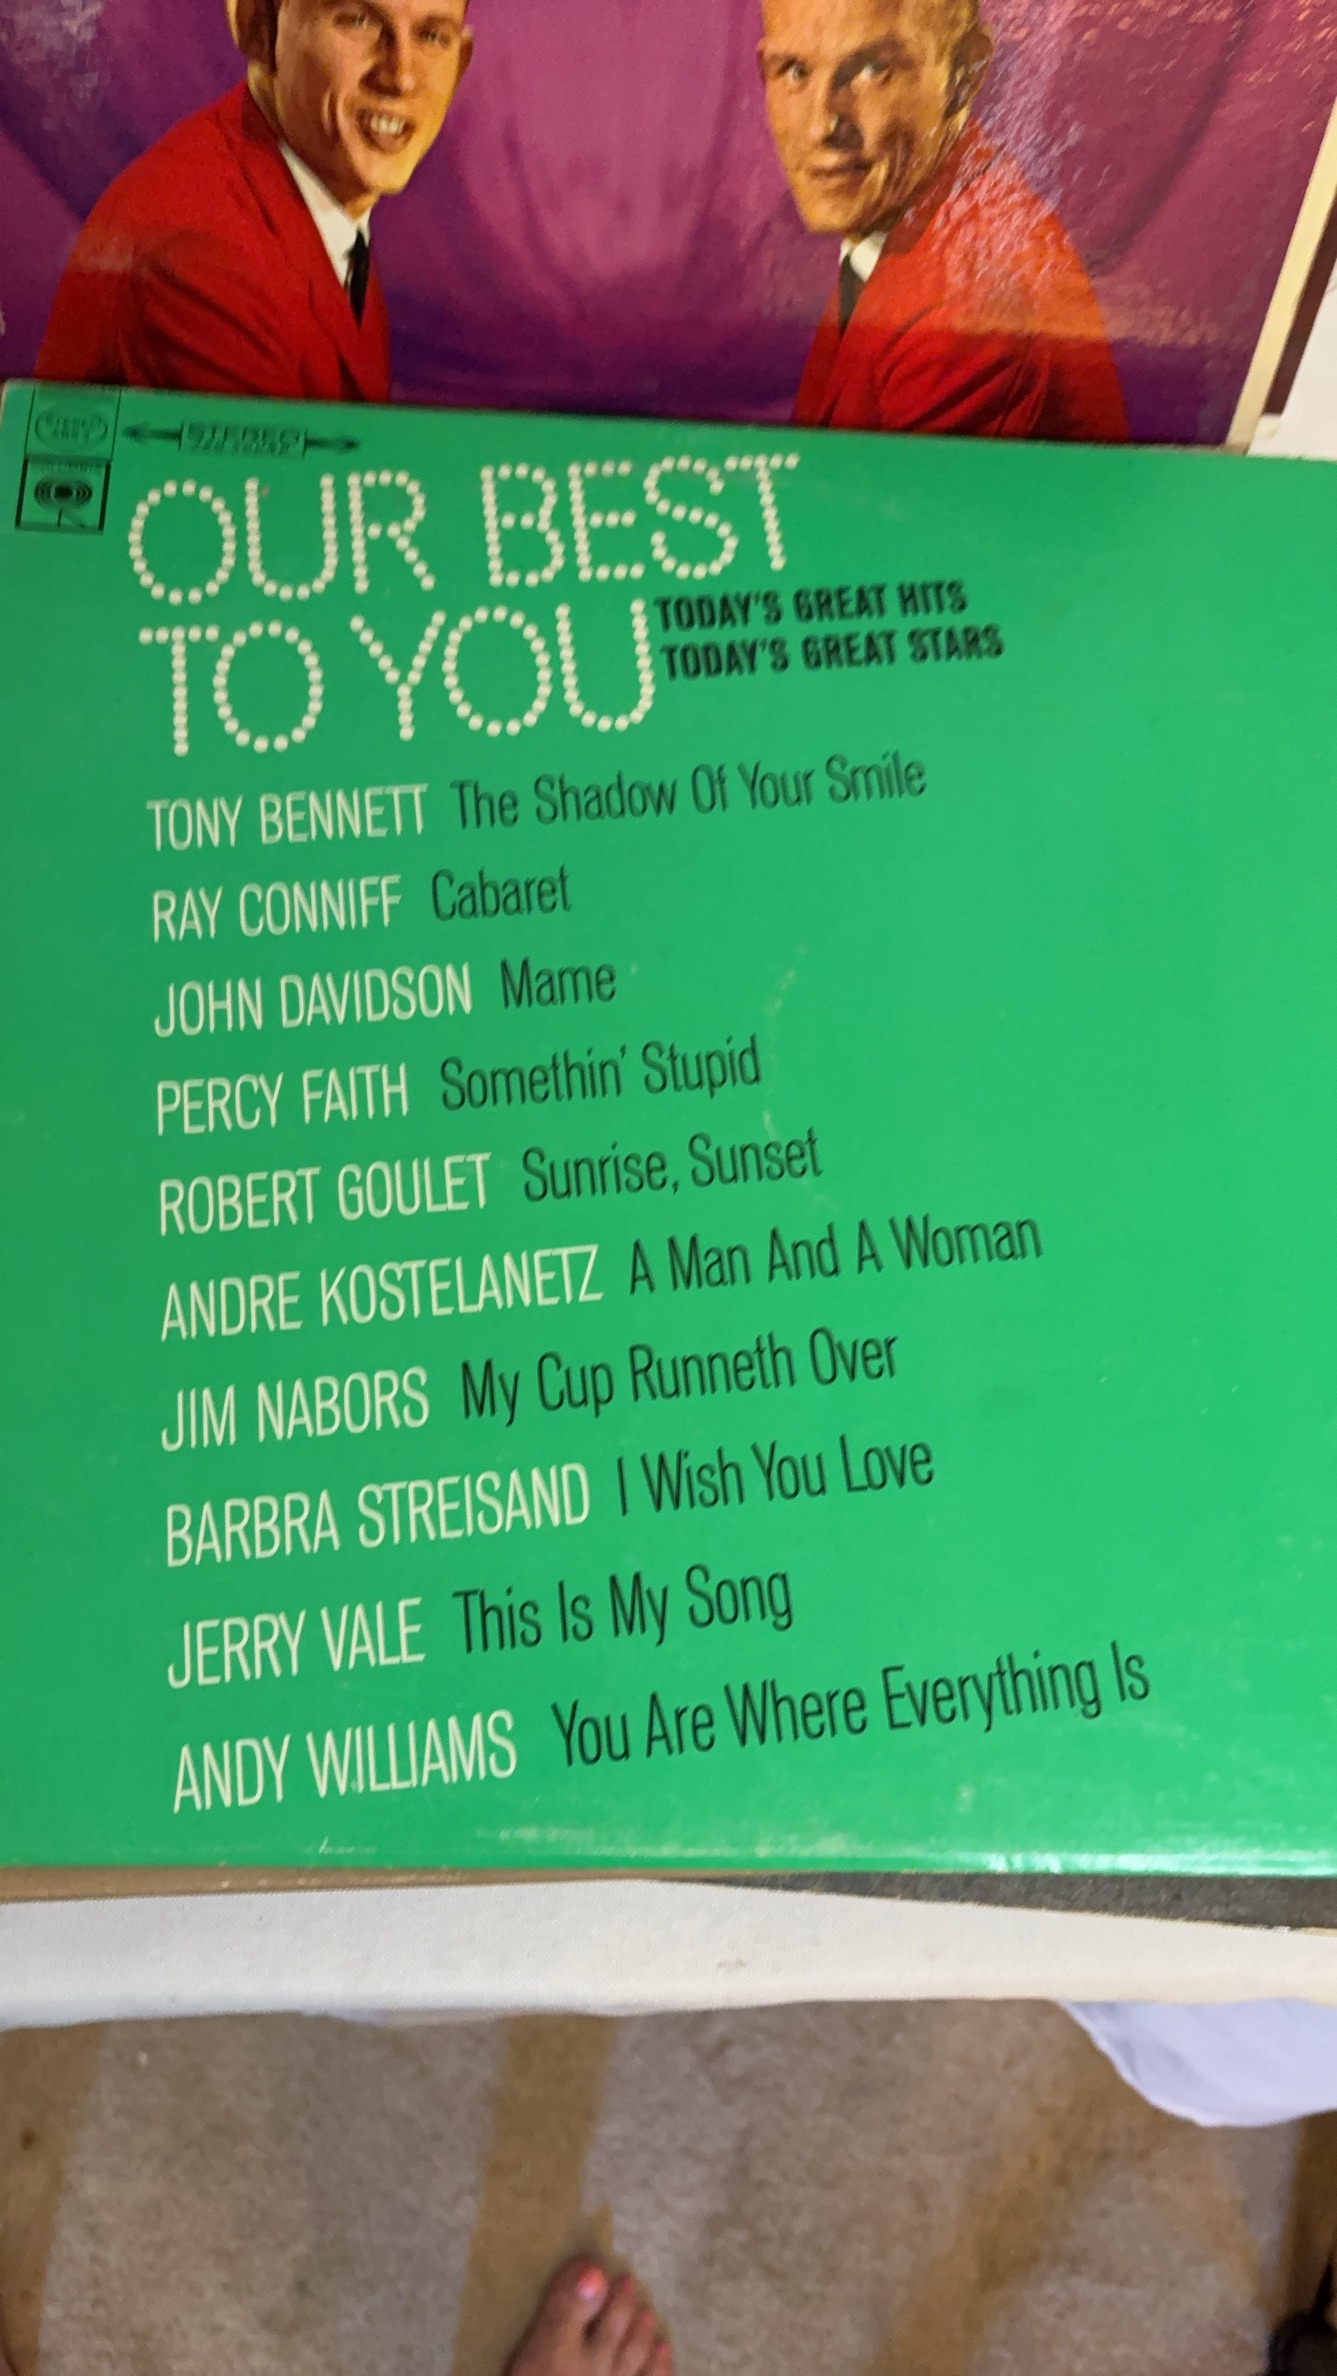 STEREO
OUR BEST
TO YOU
TODAY'S GREAT HITS
TODAY'S GREAT STARS
TONY BENNETT The Shadow Of Your Smile
RAY CONNIFF Cabaret
JOHN DAVIDSON Mame
PERCY FAITH Somethin' Stupid
ROBERT GOULET Sunrise, Sunset
ANDRE KOSTELANETZ A Man And A Woman
JIM NABORS My Cup Runneth Over
BARBRA STREISAND I Wish You Love
JERRY VALE This Is My Song
ANDY WILLIAMS You Are Where Everything Is